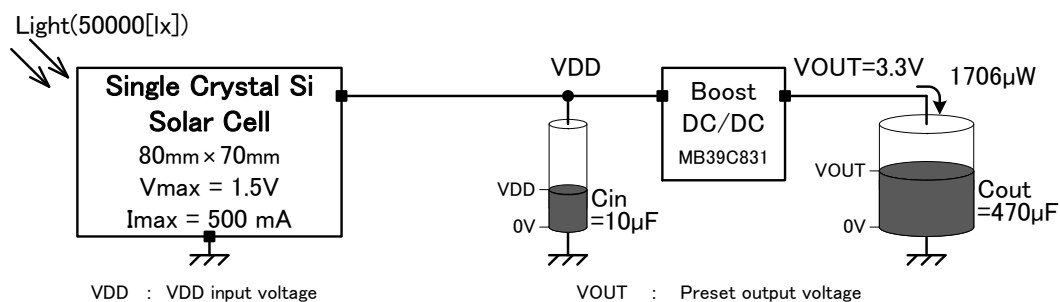 Light(50000[lx])
Single Crystal Si
Solar Cell
80mm×70mm
Vmax = 1.5V
Imax = 500 mA
VDD
VDD
0V
Cin
=10μF
Boost
DC/DC
MB39C831
VOUT=3.3V
1706μW
VOUT
0V
Cout
=470μF
VDD : VDD input voltage
VOUT : Preset output voltage